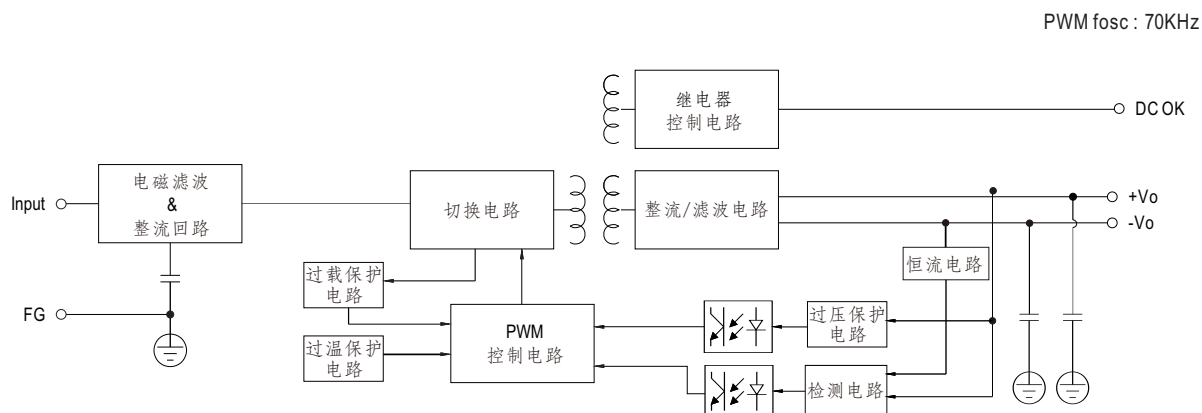 PWM fosc : 70KHz
继电器
控制电路
DC OK
电磁滤波
&
整流回路
Input
切换电路
整流/滤波电路
+Vo
-Vo
恒流电路
过载保护
电路
FG
PWM
控制电路
过压保护
电路
过温保护
电路
检测电路